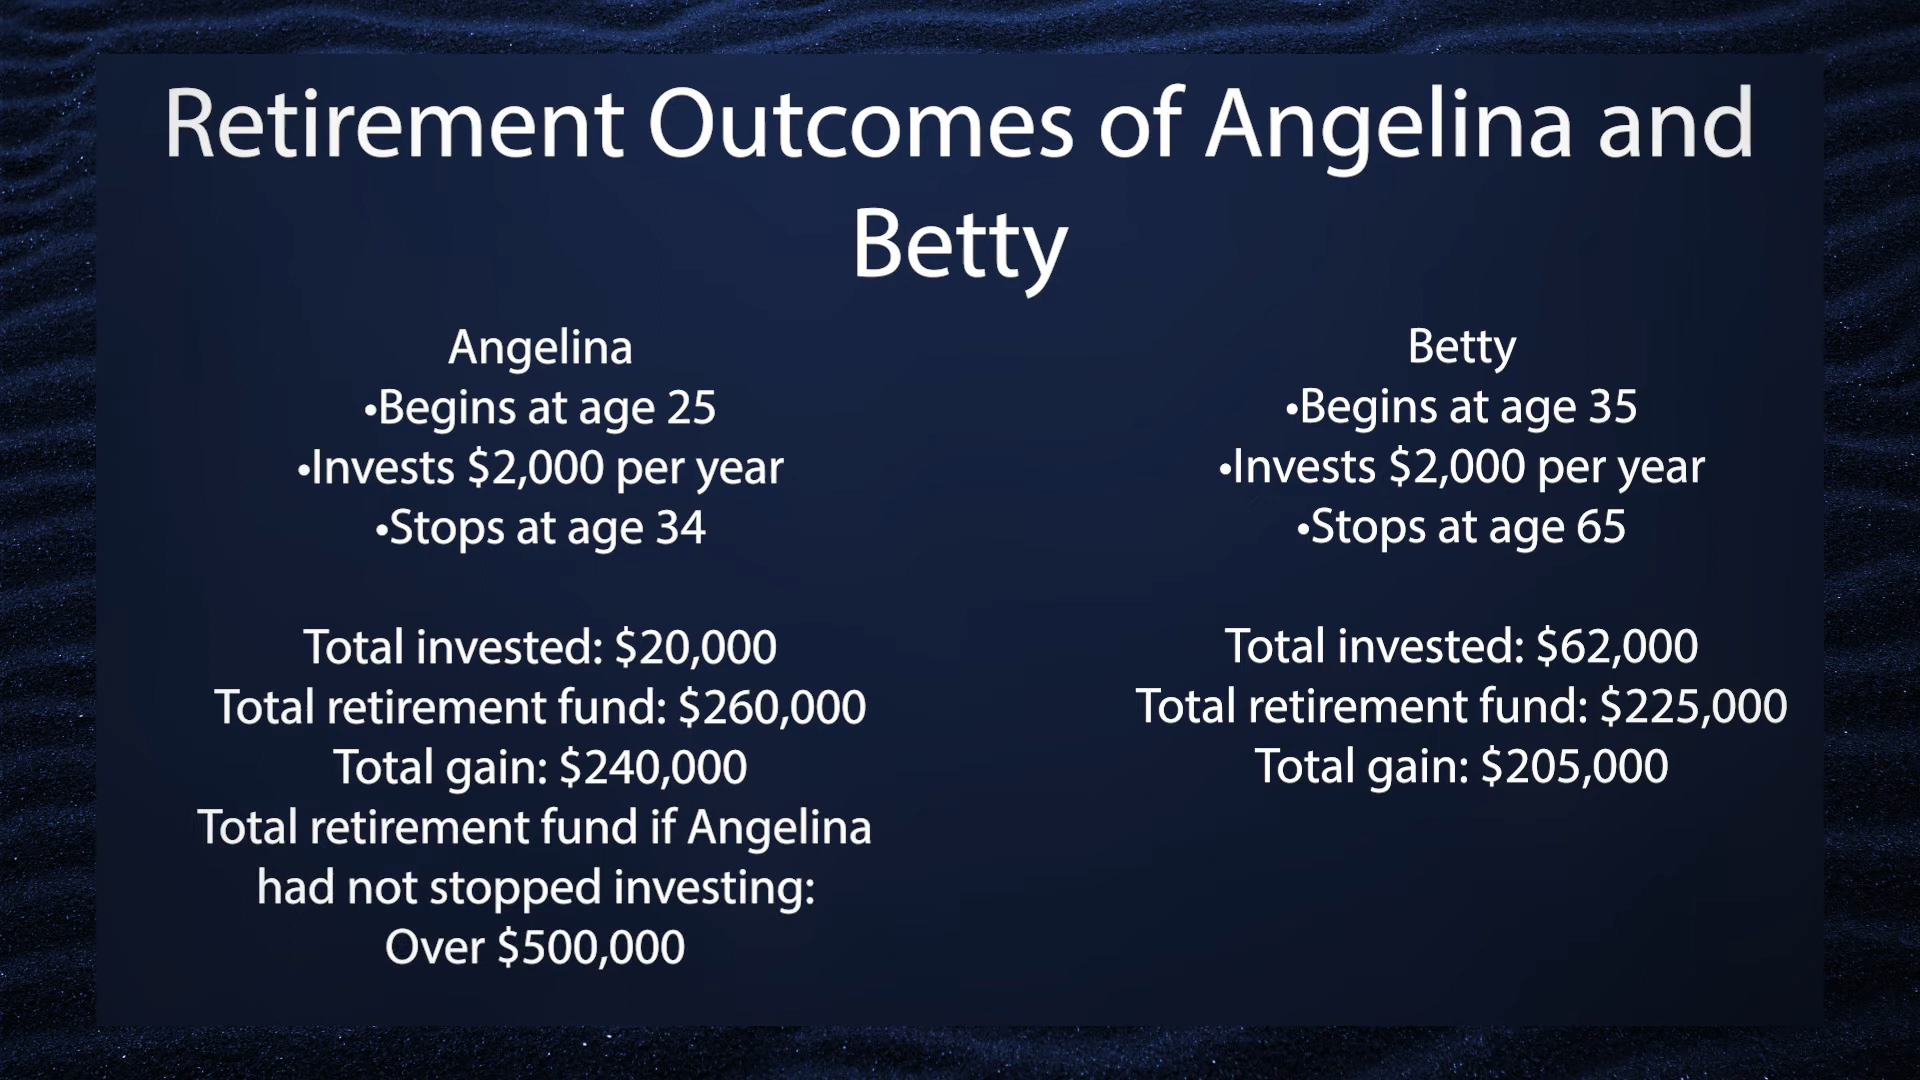 Retirement Outcomes of Angelina and
Betty
Angelina
•Begins at age 25
•Invests $2,000 per year
•Stops at age 34
Total invested: $20,000
Total retirement fund: $260,000
Total gain: $240,000
Total retirement fund if Angelina
had not stopped investing:
Over $500,000
Betty
•Begins at age 35
•Invests $2,000 per year
•Stops at age 65
Total invested: $62,000
Total retirement fund: $225,000
Total gain: $205,000